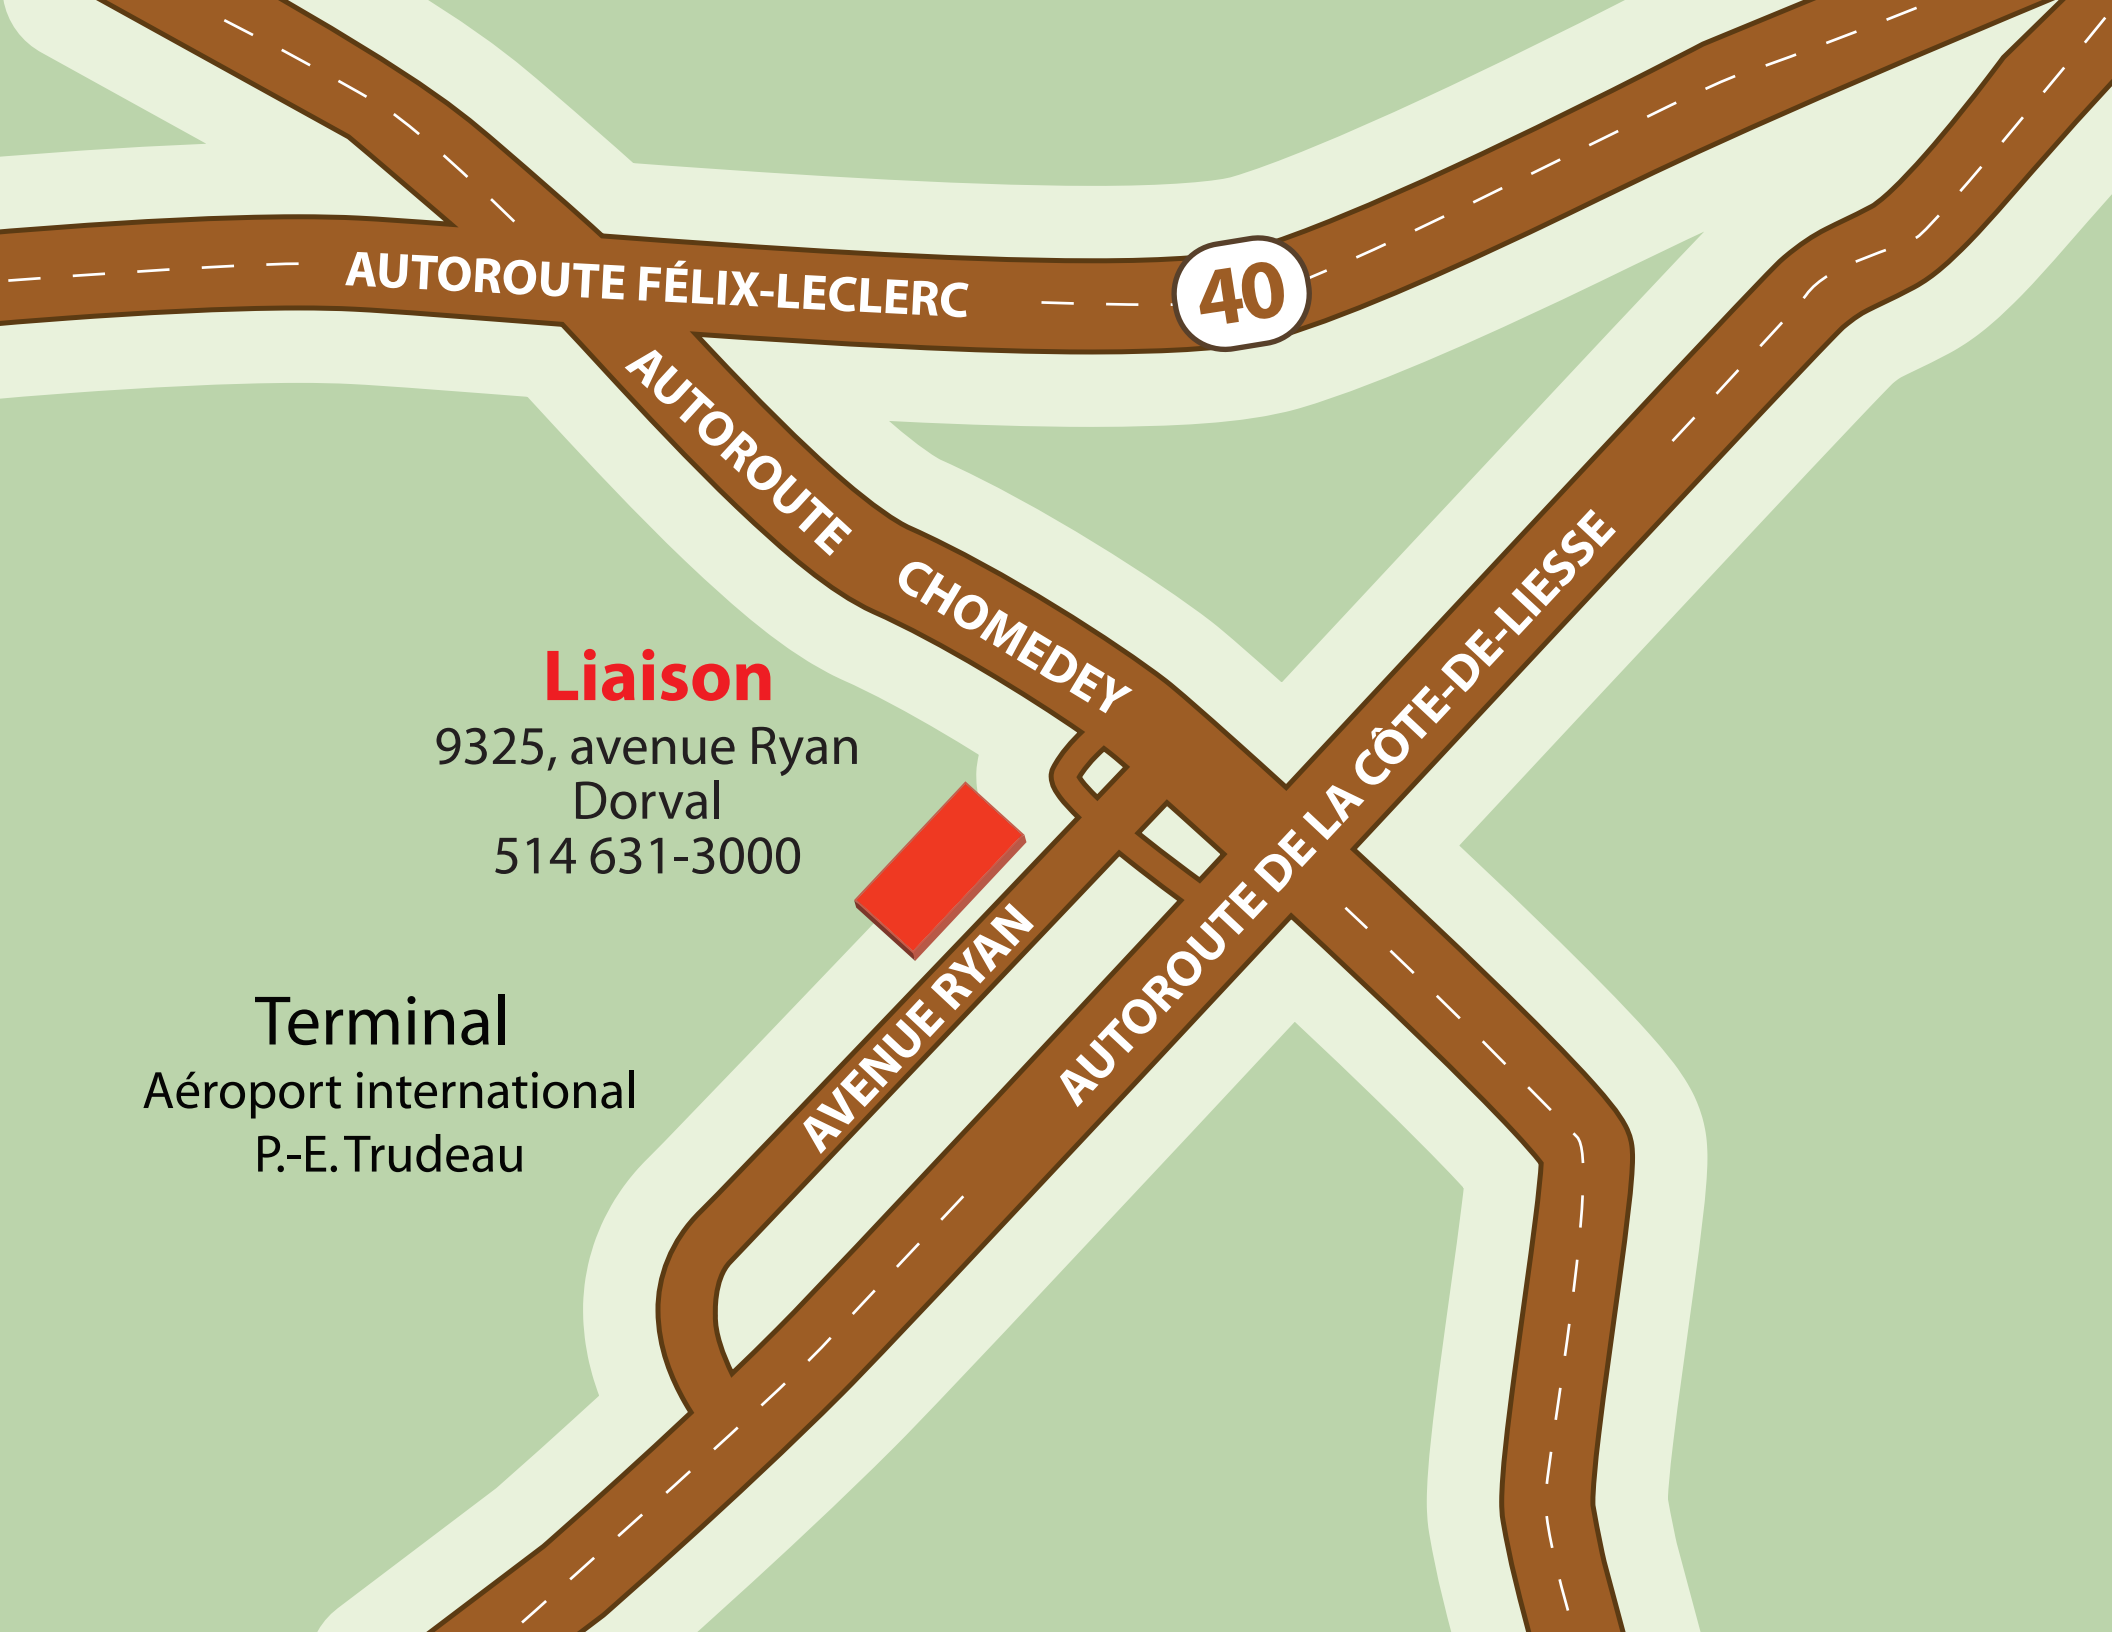 AUTOROUTE FÉLIX-LECLERC
40
AUTOROUTE CHOMEDEY
AUTOROUTE DE LA CÔTE-DE-LIESSE
Liaison
9325, avenue Ryan
Dorval
514 631-3000
AVENUE RYAN
Terminal
Aéroport international
P.-E. Trudeau